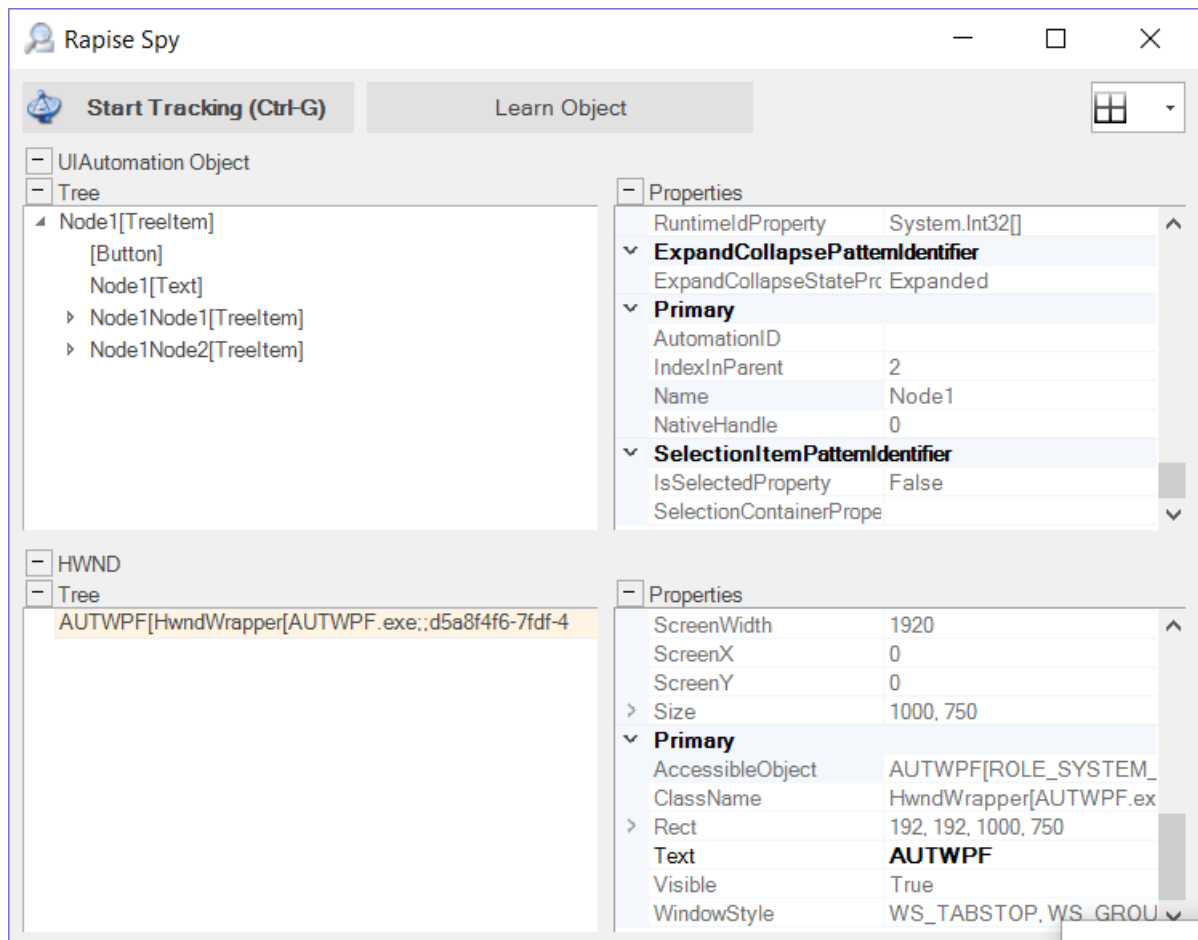 Rapise Spy
Start Tracking (Ctrl-G)
Learn Object
UIAutomation Object
Tree
Node1[TreeItem]
[Button]
Node1[Text]
Node1Node1[TreeItem]
Node1Node2[TreeItem]
Properties
RuntimeIdProperty System.Int32[]
ExpandCollapsePatternIdentifier
ExpandCollapseStatePro Expanded
Primary
AutomationID
IndexInParent 2
Name Node1
NativeHandle 0
SelectionItemPatternIdentifier
IsSelectedProperty False
SelectionContainerPrope
HWND
Tree
AUTWPF[HwndWrapper[AUTWPF.exe;;d5a8f4f6-7fdf-4
Properties
ScreenWidth 1920
ScreenX 0
ScreenY 0
Size 1000, 750
Primary
AccessibleObject AUTWPF[ROLE_SYSTEM_
ClassName HwndWrapper[AUTWPF.ex
Rect 192, 192, 1000, 750
Text AUTWPF
Visible True
WindowStyle WS_TABSTOP, WS_GROU